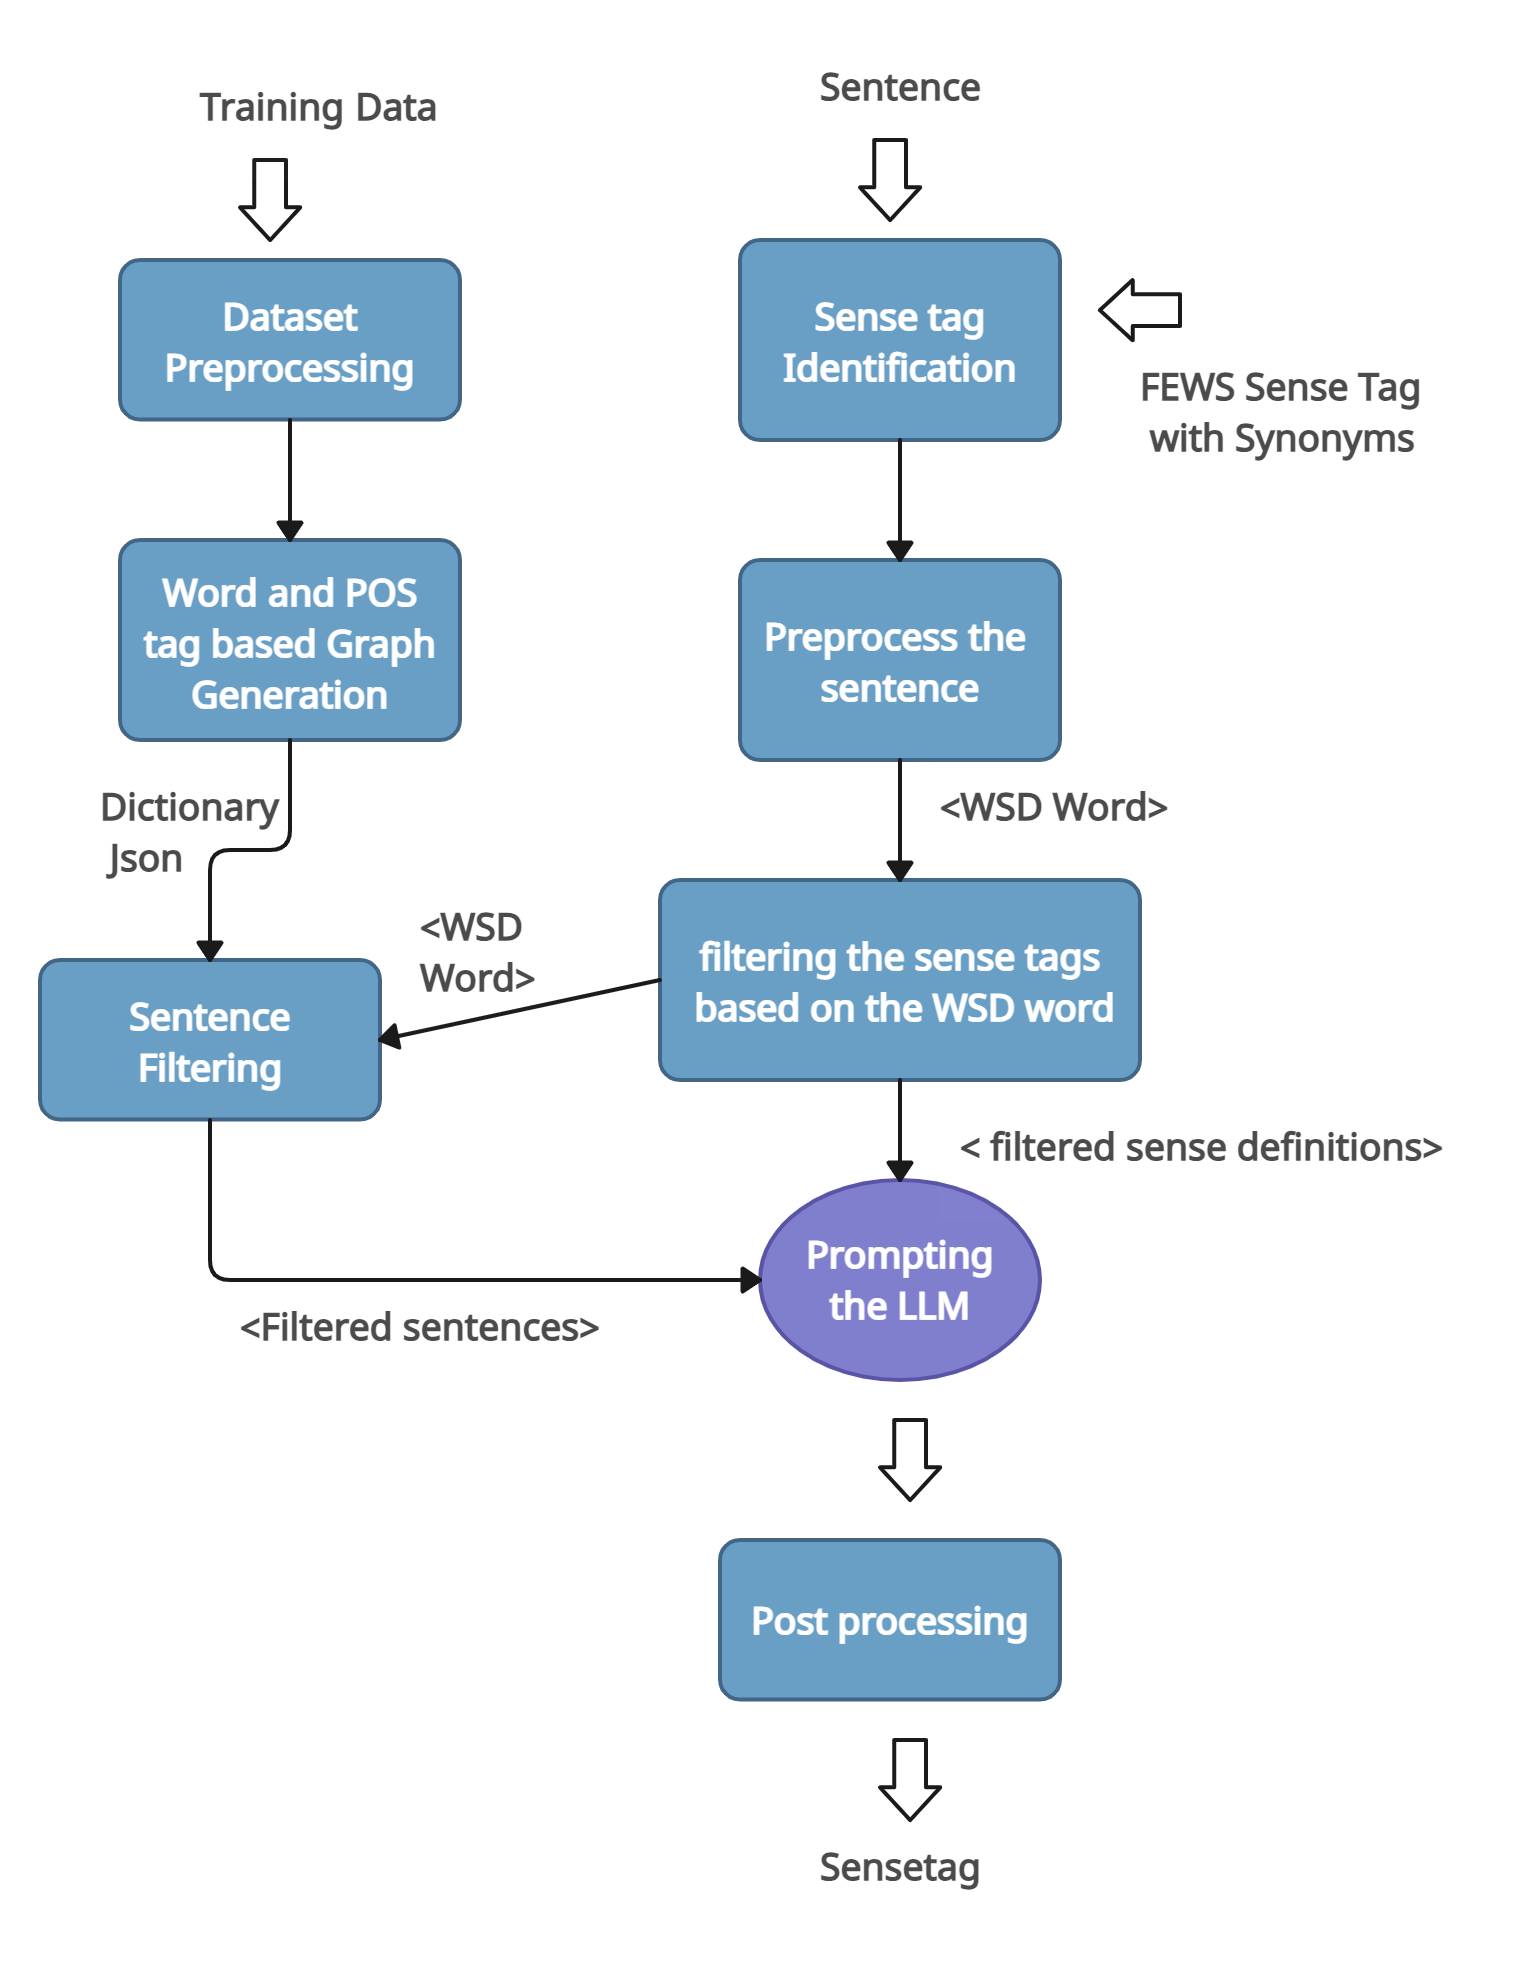 Training Data
Dataset
Preprocessing
Word and POS
tag based Graph
Generation
Dictionary
Json
Sentence
Filtering
<Filtered sentences>
Sentence
Sense tag
Identification
FEWS Sense Tag
with Synonyms
Preprocess the
sentence
<WSD Word>
filtering the sense tags
based on the WSD word
<WSD
Word>
< filtered sense definitions>
Prompting
the LLM
Post processing
Sensetag